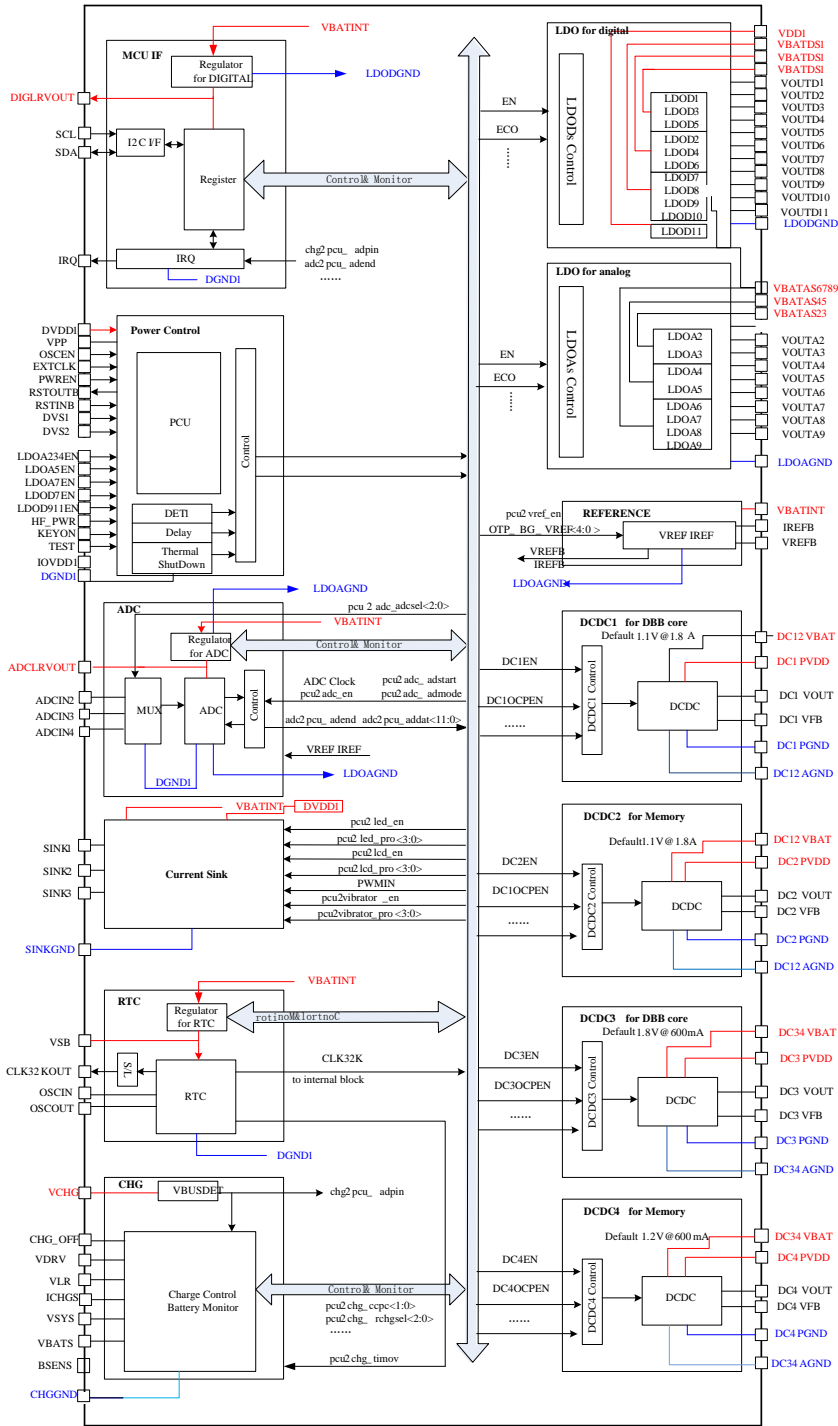 VBATINT
MCU IF
Regulator
for DIGITAL
LDODGND
DIGLRVOUT
SCL
SDA
I2C I/F
Register
Control& Monitor
IRQ
IRQ
chg2 pcu_ adpin
adc2 pcu_ adend
......
DGND1
DVDD1
VPP
OSCEN
EXTCLK
PWREN
RSTOUTB
RSTINB
DVS1
DVS2
LDOA234EN
LDOA5EN
LDOA7EN
LDOD7EN
LDOD911EN
HF_PWR
KEYON
TEST
IOVDD1
DGND1
Power Control
PCU
Control
DET1
Delay
Thermal
ShutDown
ADC
LDOAGND
pcu 2 adc_adcsel<2:0>
VBATINT
Regulator
for ADC
Control& Monitor
ADCLRVOUT
ADCIN2
ADCIN3
ADCIN4
MUX
ADC
Control
ADC Clock
pcu2 adc_ adstart
pcu2 adc_en
pcu2 adc_ admode
adc2 pcu_ adend
adc2 pcu_ addat<11:0>
VREF IREF
DGND1
LDOAGND
VBATINT
DVDD1
SINK1
SINK2
SINK3
SINKGND
Current Sink
pcu2 led_en
pcu2 led_pro<3:0>
pcu2 lcd_en
pcu2 lcd_pro<3:0>
PWMIN
pcu2vibrator _en
pcu2vibrator_pro<3:0>
VBATINT
RTC
Regulator
for RTC
rotinoM&lortnoC
VSB
CLK32 KOUT
OSCIN
OSCOUT
S/L
RTC
CLK32K
to internal block
DGND1
CHG
VCHG
VBUSDET
chg2 pcu_ adpin
CHG_OFF
VDRV
VLR
ICHGS
VSYS
VBATS
BSENS
CHGGND
Charge Control
Battery Monitor
Control& Monitor
pcu2 chg_ccpc<1:0>
pcu2 chg_ rchgsel<2:0>
......
pcu2 chg_timov
LDO for digital
EN
ECO
......
LDODs Control
LDOD1
LDOD3
LDOD5
LDOD2
LDOD4
LDOD6
LDOD7
LDOD8
LDOD9
LDOD10
LDOD11
VDD1
VBATDS1
VBATDS1
VBATDS1
VOUTD1
VOUTD2
VOUTD3
VOUTD4
VOUTD5
VOUTD6
VOUTD7
VOUTD8
VOUTD9
VOUTD10
VOUTD11
LDODGND
LDO for analog
EN
ECO
......
LDOAs Control
LDOA2
LDOA3
LDOA4
LDOA5
LDOA6
LDOA7
LDOA8
LDOA9
VBATAS6789
VBATAS45
VBATAS23
VOUTA2
VOUTA3
VOUTA4
VOUTA5
VOUTA6
VOUTA7
VOUTA8
VOUTA9
LDOAGND
REFERENCE
pcu2 vref_en
OTP_ BG_ VREF<4:0 >
VREFB
IREFB
LDOAGND
VREF IREF
VBATINT
IREFB
VREFB
DCDC1 for DBB core
Default 1.1V@1.8 A
DC1EN
DC1OCPEN
......
DCDC1 Control
DCDC
DC12 VBAT
DC1 PVDD
DC1 VOUT
DC1 VFB
DC1 PGND
DC12 AGND
DCDC2 for Memory
Default1.1V@1.8A
DC2EN
DC1OCPEN
......
DCDC2 Control
DCDC
DC12 VBAT
DC2 PVDD
DC2 VOUT
DC2 VFB
DC2 PGND
DC12 AGND
DCDC3 for DBB core
Default 1.8V@600mA
DC3EN
DC3OCPEN
......
DCDC3 Control
DCDC
DC34 VBAT
DC3 PVDD
DC3 VOUT
DC3 VFB
DC3 PGND
DC34 AGND
DCDC4 for Memory
Default 1.2V@600 mA
DC4EN
DC4OCPEN
......
DCDC4 Control
DCDC
DC34 VBAT
DC4 PVDD
DC4 VOUT
DC4 VFB
DC4 PGND
DC34 AGND